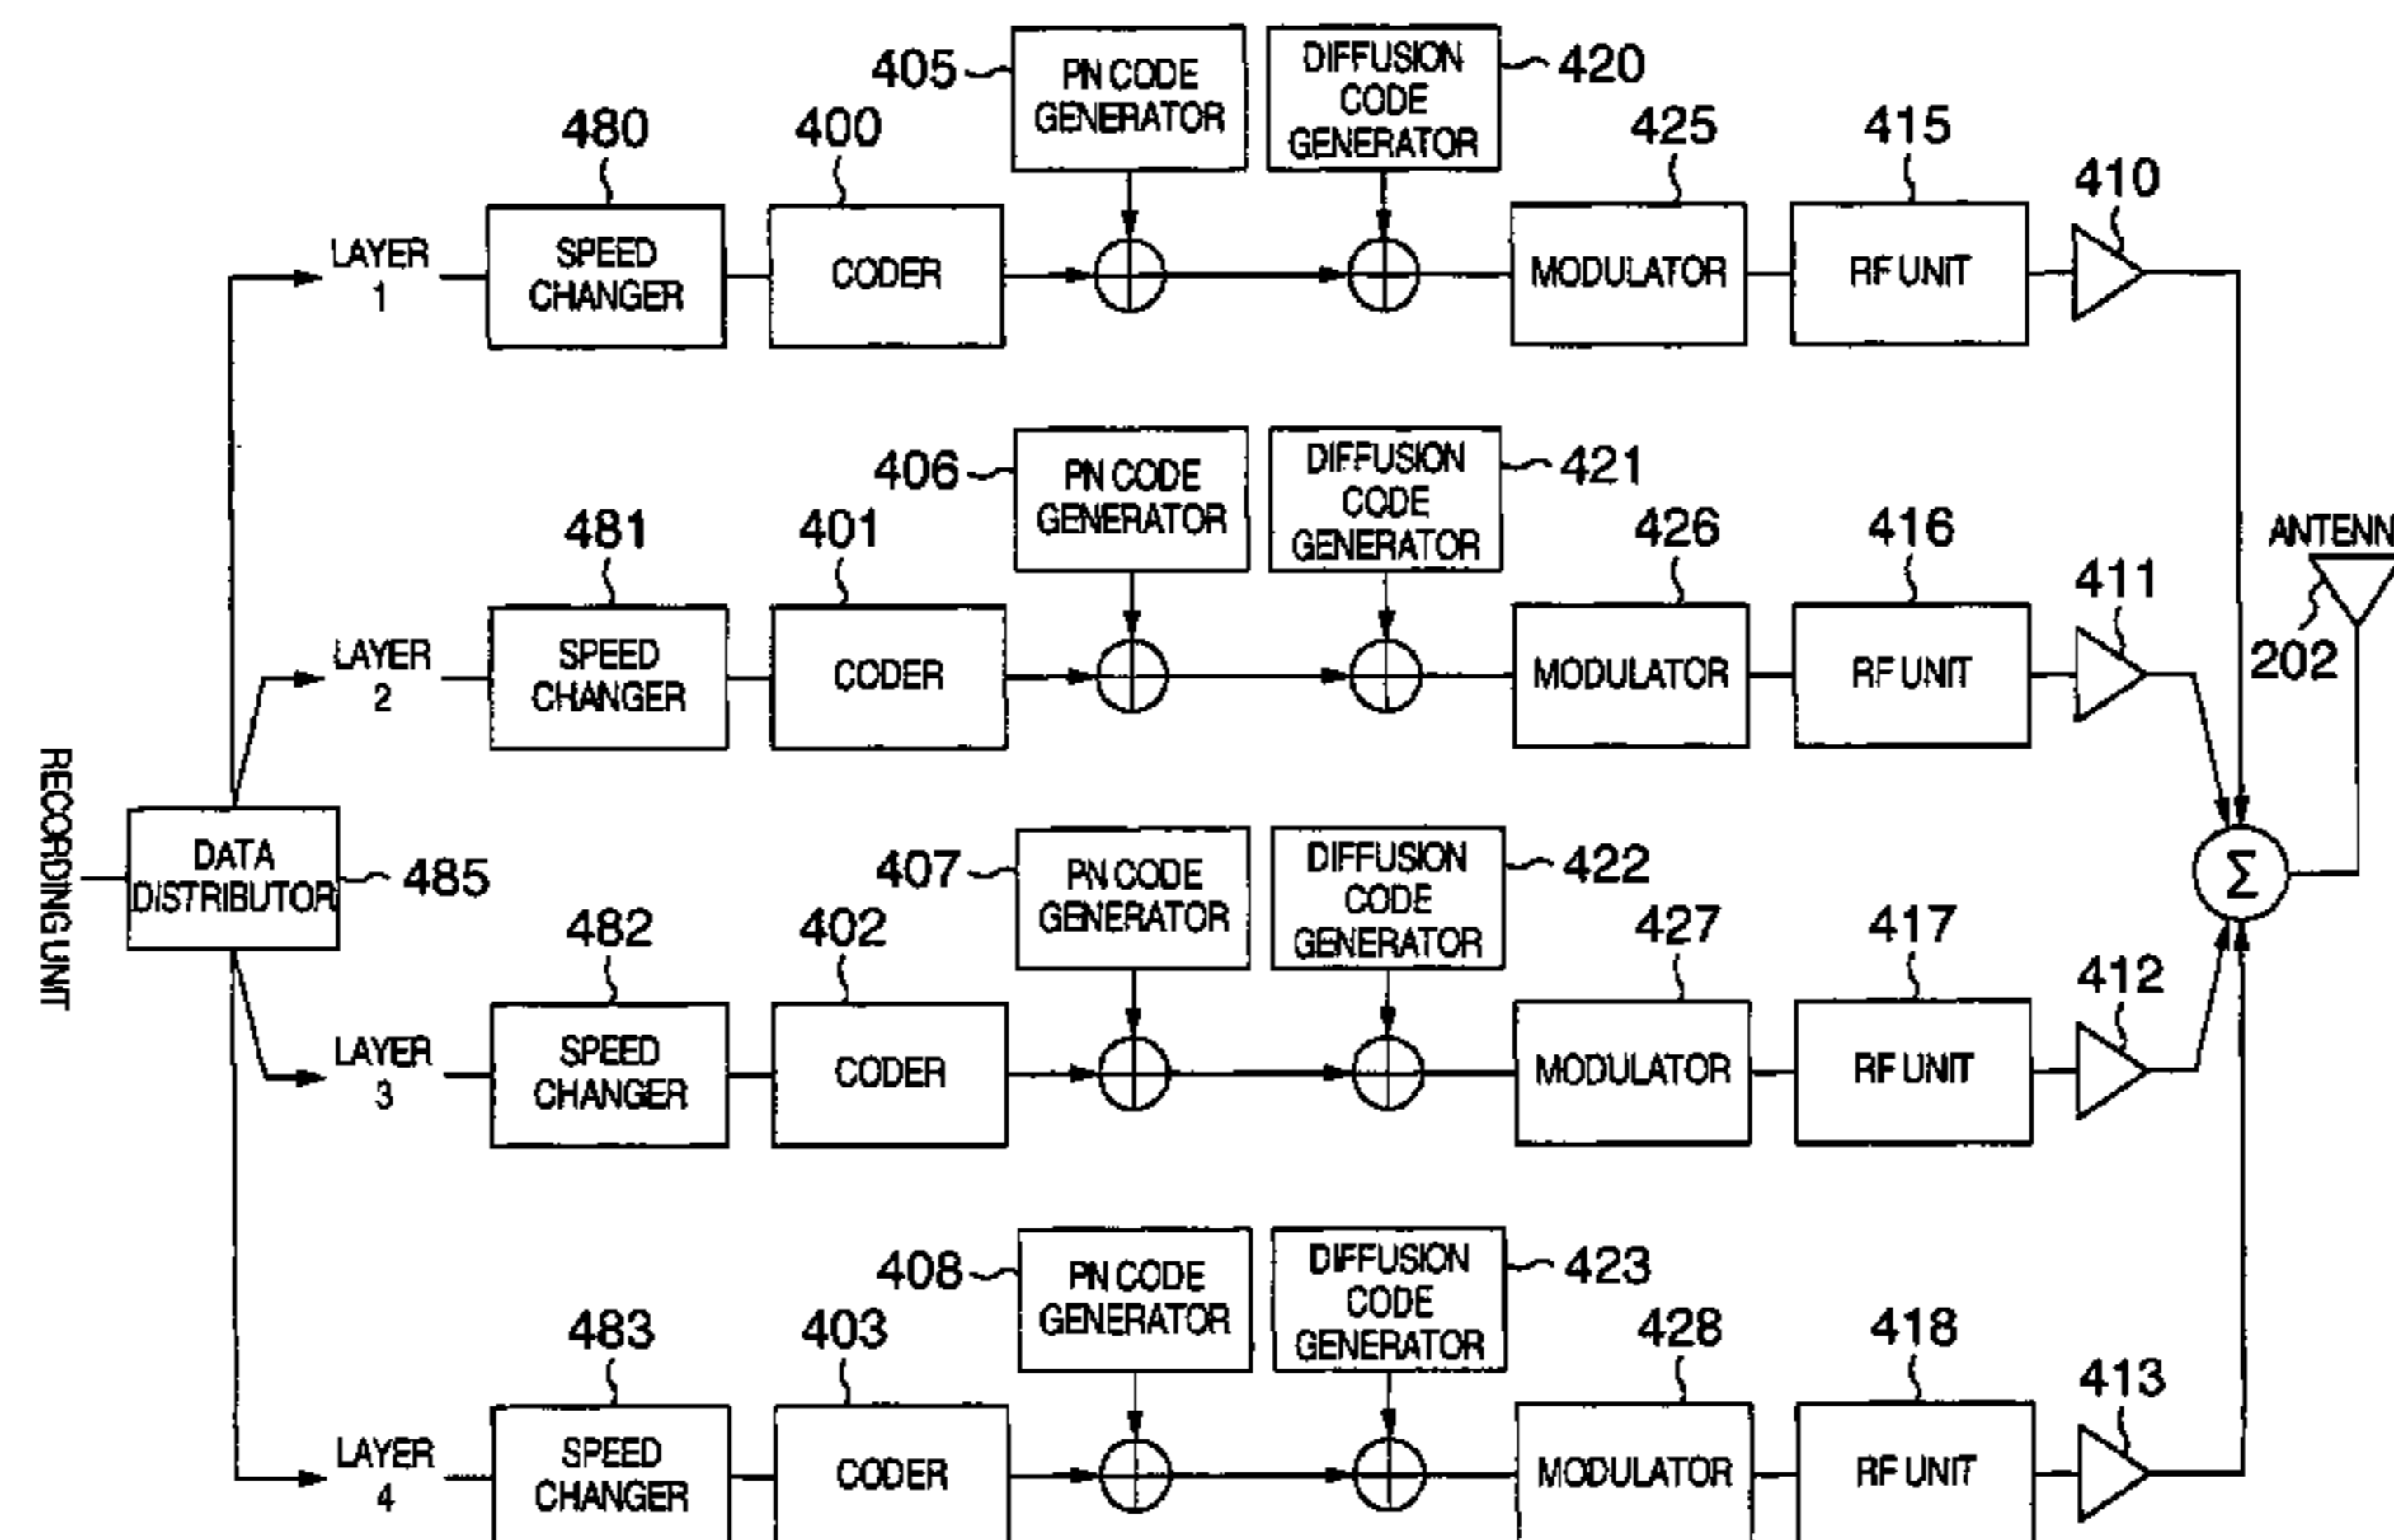 405
PN CODE
GENERATOR
DIFFUSION
CODE
GENERATOR
420
480
400
425
415
410
LAYER
1
SPEED
CHANGER
CODER
MODULATOR
RF UNIT
406
PN CODE
GENERATOR
DIFFUSION
CODE
GENERATOR
421
481
401
426
416
411
ANTENN
202
LAYER
2
SPEED
CHANGER
CODER
MODULATOR
RF UNIT
RECORDING UNIT
DATA
DISTRIBUTOR
485
407
PN CODE
GENERATOR
DIFFUSION
CODE
GENERATOR
422
Σ
482
402
427
417
412
LAYER
3
SPEED
CHANGER
CODER
MODULATOR
RF UNIT
408
PN CODE
GENERATOR
DIFFUSION
CODE
GENERATOR
423
483
403
428
418
413
LAYER
4
SPEED
CHANGER
CODER
MODULATOR
RF UNIT